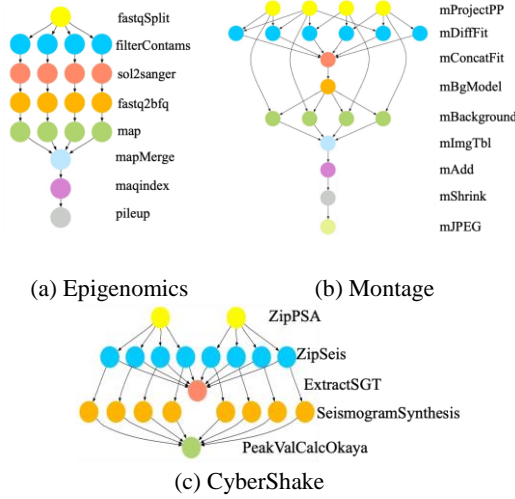 fastqSplit
filterContams
sol2sanger
fastq2bfq
map
mapMerge
maqindex
pileup
(a) Epigenomics
mProjectPP
mDiffFit
mConcatFit
mBgModel
mBackground
mImgTbl
mAdd
mShrink
mJPEG
(b) Montage
ZipPSA
ZipSeis
ExtractSGT
SeismogramSynthesis
PeakValCalcOkaya
(c) CyberShake